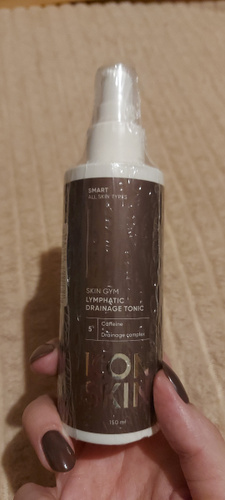 SMART
ALL SKIN TYPES
SKIN GYM
LYMPHATIC
DRAINAGE TONIC
5%
Caffeine
Drainage complex
ICON
SKIN
150 ml